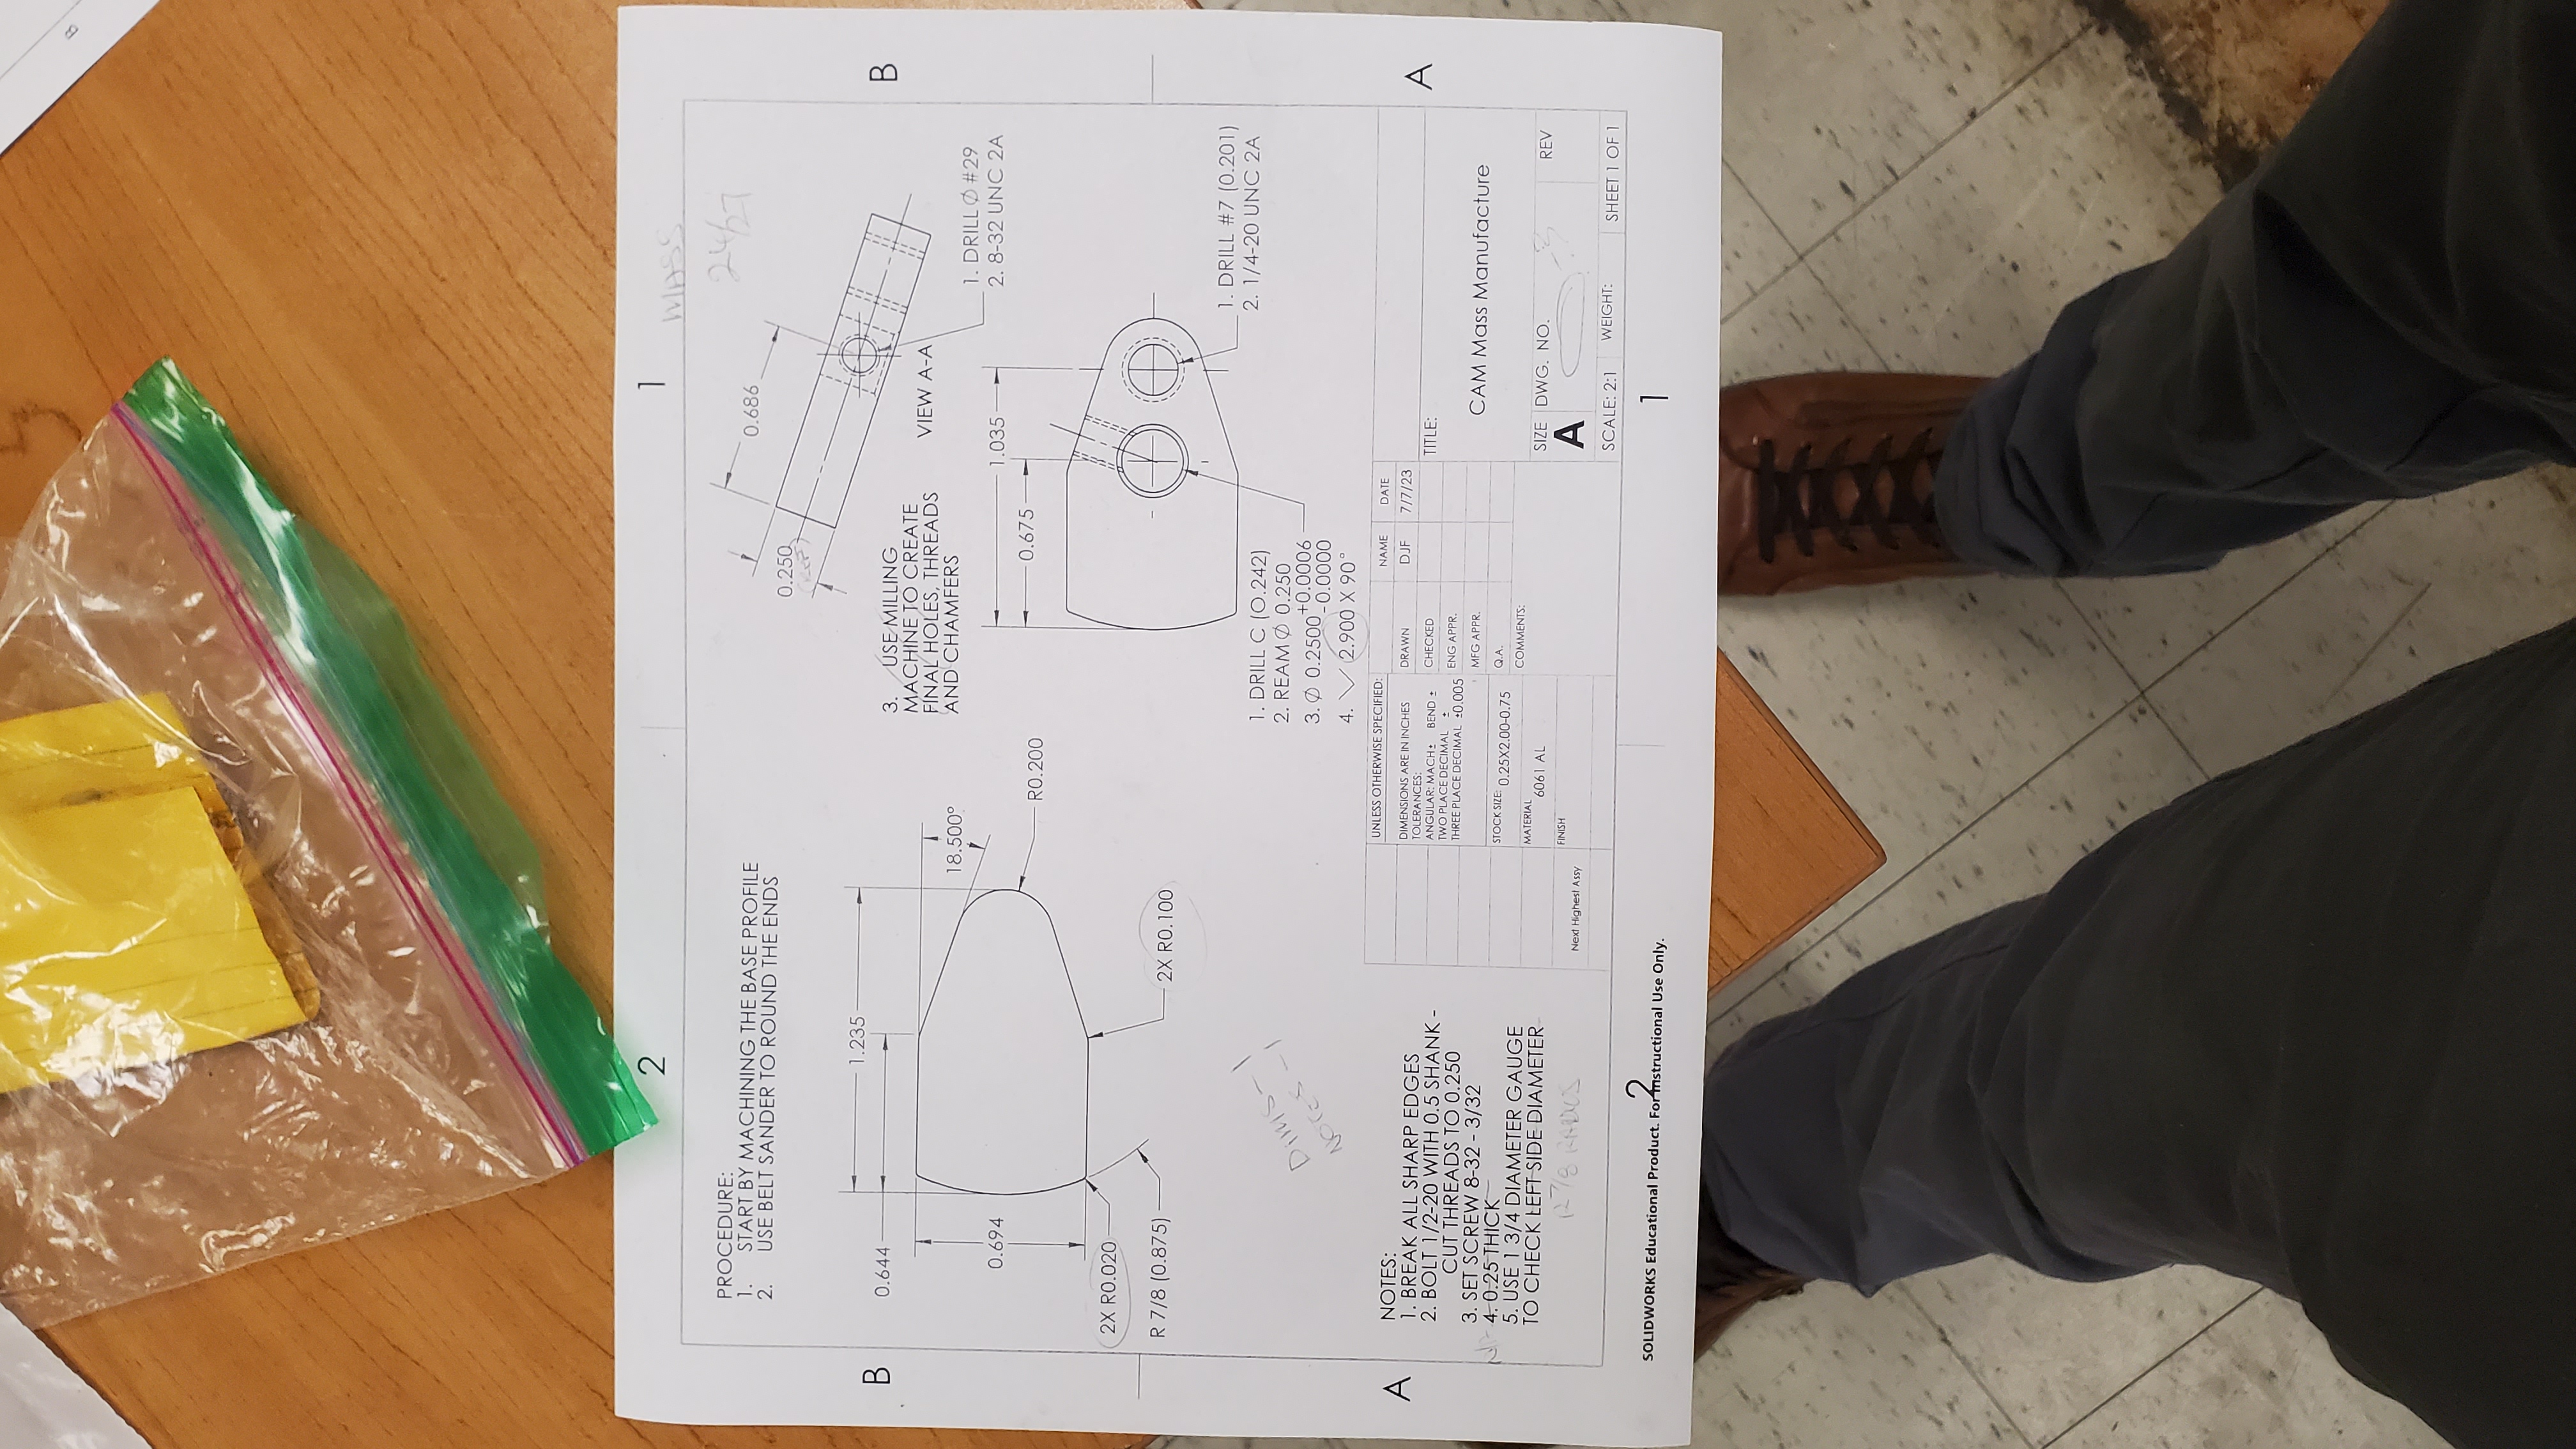 B
2
1
MASS
24/27
PROCEDURE:
1. START BY MACHINING THE BASE PROFILE
2. USE BELT SANDER TO ROUND THE ENDS
0.686
0.250
(REF)
B
B
1.235
0.644
18.500°
0.694
R0.200
2X R0.020
R 7/8 (0.875)
2X R0.100
3. USE MILLING
MACHINE TO CREATE
FINAL HOLES, THREADS
AND CHAMFERS
VIEW A-A
1. DRILL ∅ #29
2. 8-32 UNC 2A
1.035
0.675
1. DRILL #7 (0.201)
2. 1/4-20 UNC 2A
1. DRILL C (O.242)
2. REAM ∅ 0.250
3. ∅ 0.2500 +0.0006
-0.0000
4. ⌵ 2.900 X 90°
DIMS-1
NOTES-1
A
A
NOTES:
1. BREAK ALL SHARP EDGES
2. BOLT 1/2-20 WITH 0.5 SHANK -
CUT THREADS TO 0.250
3. SET SCREW 8-32 - 3/32
4. 0.25 THICK
5. USE 1 3/4 DIAMETER GAUGE
TO CHECK LEFT SIDE DIAMETER
R 7/8 RADIUS
UNLESS OTHERWISE SPECIFIED:
DIMENSIONS ARE IN INCHES
TOLERANCES:
ANGULAR: MACH± BEND ±
TWO PLACE DECIMAL ±
THREE PLACE DECIMAL ±0.005
STOCK SIZE: 0.25X2.00-0.75
MATERIAL
6061 AL
FINISH
Next Highest Assy
NAME DATE
DRAWN DJF 7/7/23
CHECKED
ENG APPR.
MFG APPR.
Q.A.
COMMENTS:
TITLE:
CAM Mass Manufacture
SIZE DWG. NO. REV
A
SCALE: 2:1 WEIGHT: SHEET 1 OF 1
2
1
SOLIDWORKS Educational Product. For Instructional Use Only.